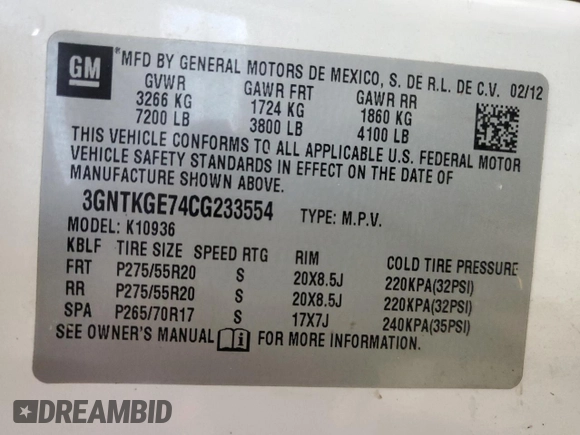 GM
®MFD BY GENERAL MOTORS DE MEXICO, S. DE R.L. DE C.V. 02/12
GVWR GAWR FRT GAWR RR
3266 KG 1724 KG 1860 KG
7200 LB 3800 LB 4100 LB
THIS VEHICLE CONFORMS TO ALL APPLICABLE U.S. FEDERAL MOTOR
VEHICLE SAFETY STANDARDS IN EFFECT ON THE DATE OF
MANUFACTURE SHOWN ABOVE.
3GNTKGE74CG233554 TYPE: M.P.V.
MODEL: K10936
KBLF TIRE SIZE SPEED RTG RIM COLD TIRE PRESSURE
FRT P275/55R20 S 20X8.5J 220KPA(32PSI)
RR P275/55R20 S 20X8.5J 220KPA(32PSI)
SPA P265/70R17 S 17X7J 240KPA(35PSI)
SEE OWNER'S MANUAL FOR MORE INFORMATION.
DREAMBID